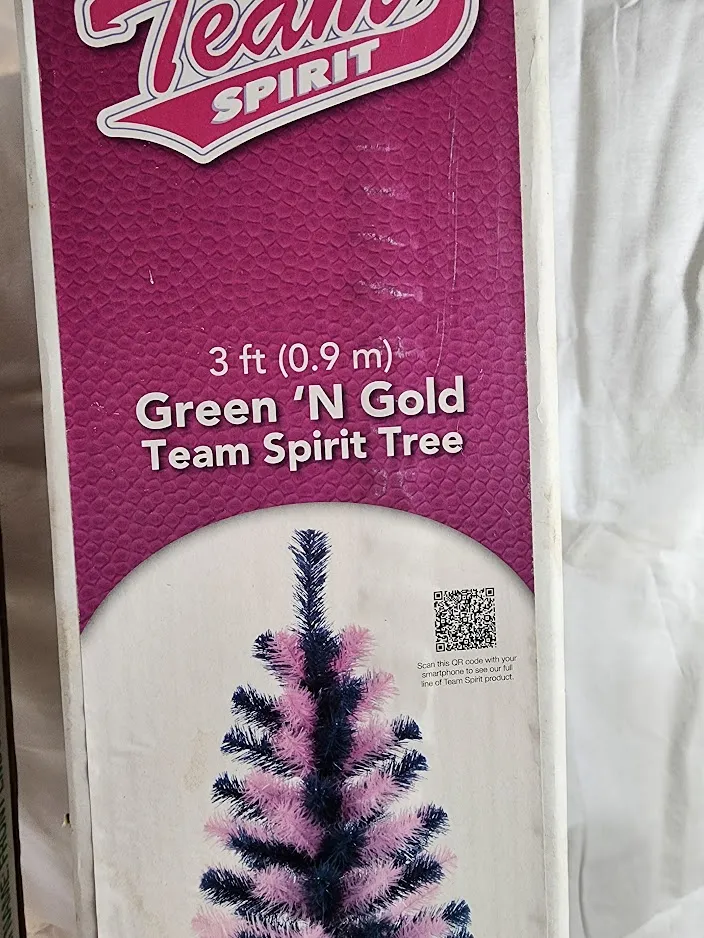 Team
SPIRIT
3 ft (0.9 m)
Green ‘N Gold
Team Spirit Tree
Scan this QR code with your
smartphone to see our full
line of Team Spirit product.